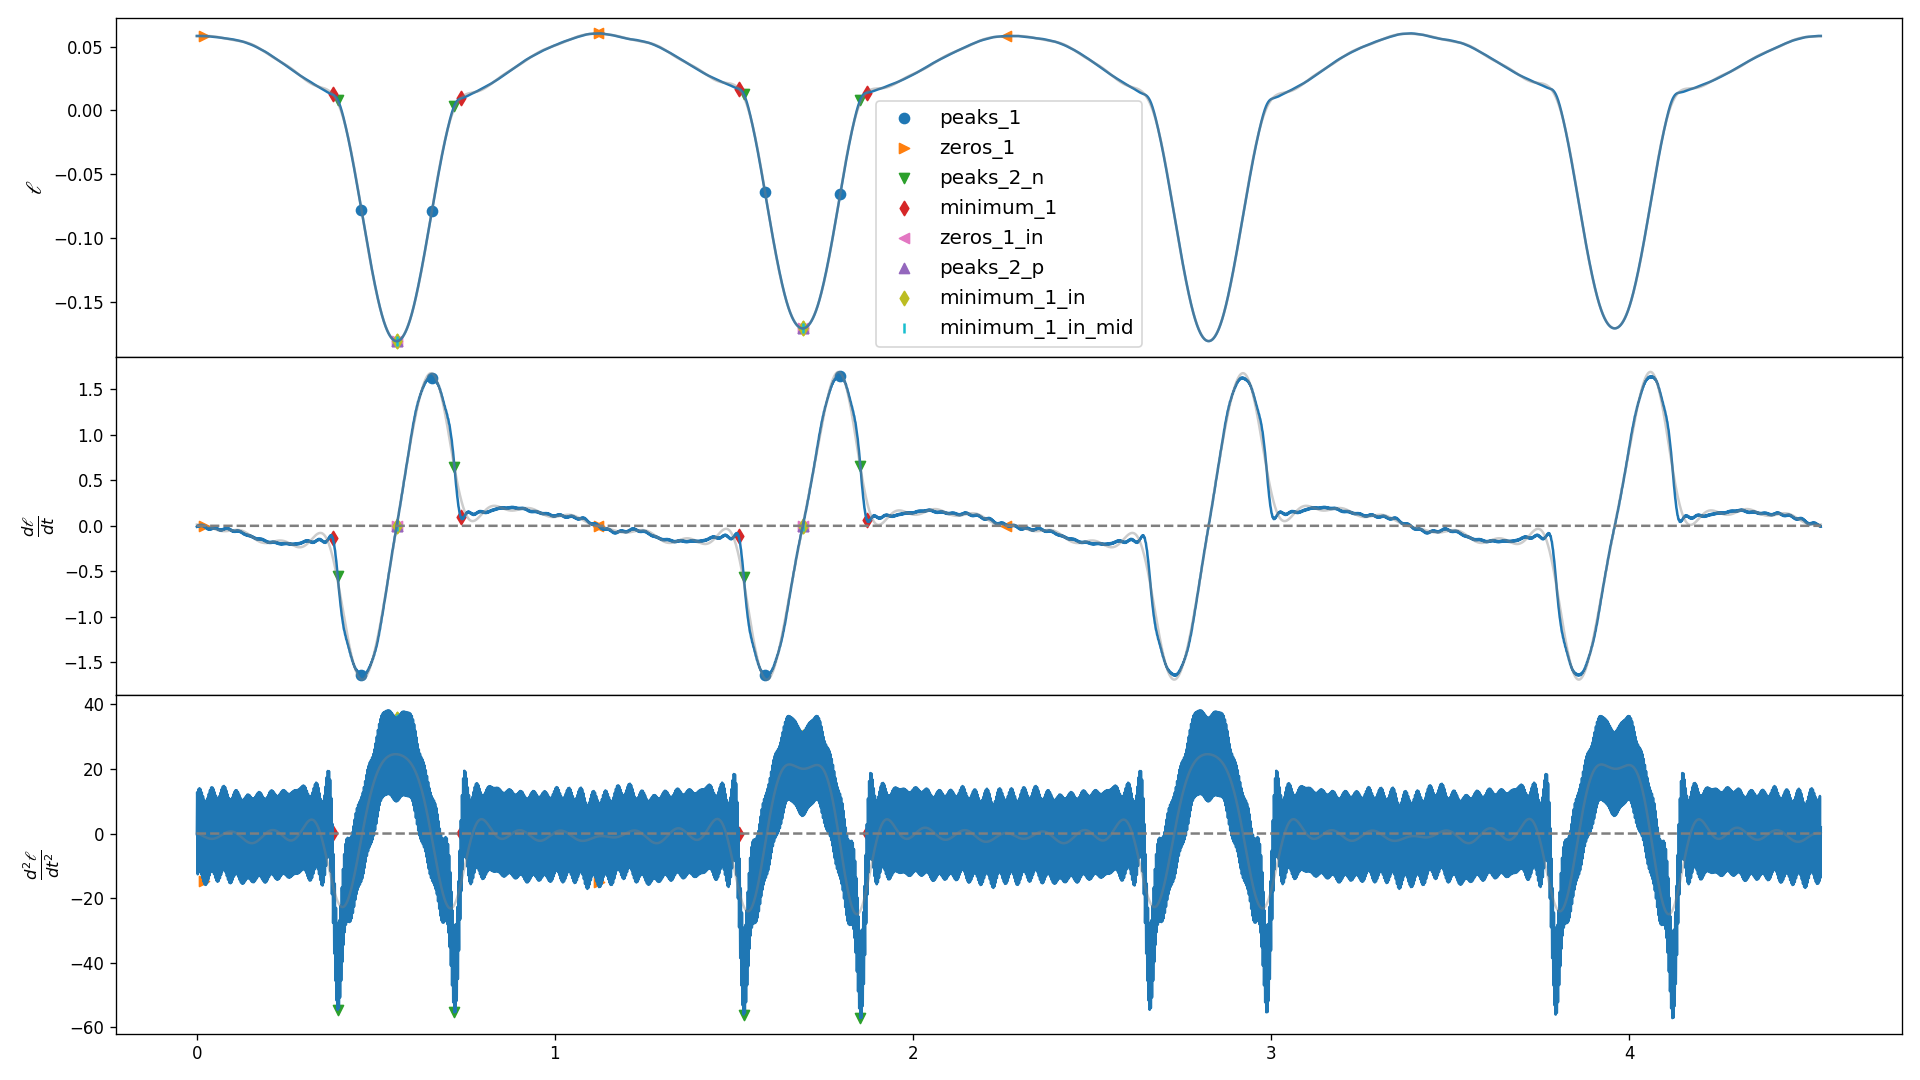 0.05
0.00
−0.05
−0.10
−0.15
ℓ
peaks_1
zeros_1
peaks_2_n
minimum_1
zeros_1_in
peaks_2_p
minimum_1_in
minimum_1_in_mid
1.5
1.0
0.5
0.0
−0.5
−1.0
−1.5
dℓ/dt
40
20
0
−20
−40
−60
d²ℓ/dt²
0 1 2 3 4